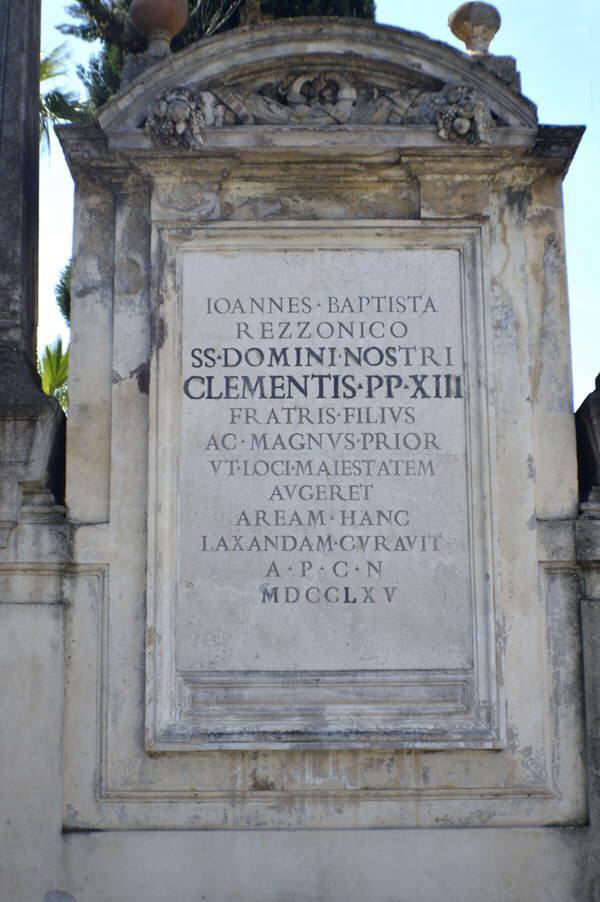 IOANNES·BAPTISTA
REZZONICO
SS·DOMINI·NOSTRI
CLEMENTIS·PP·XIII
FRATRIS·FILIVS
AC·MAGNVS·PRIOR
VT·LOCI·MAIESTATEM
AVGERET
AREAM·HANC
LAXANDAM·CVRAVIT
A·P·C·N
MDCCLXV